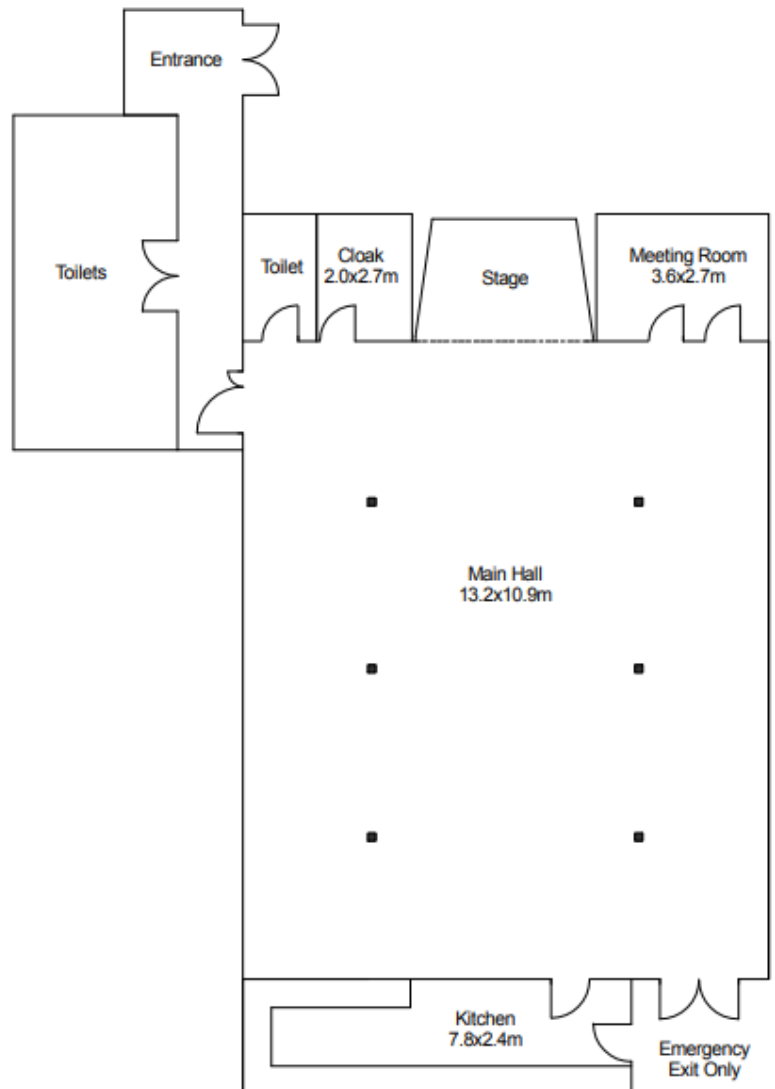 Entrance
Toilets
Toilet
Cloak
2.0x2.7m
Stage
Meeting Room
3.6x2.7m
Main Hall
13.2x10.9m
Kitchen
7.8x2.4m
Emergency
Exit Only